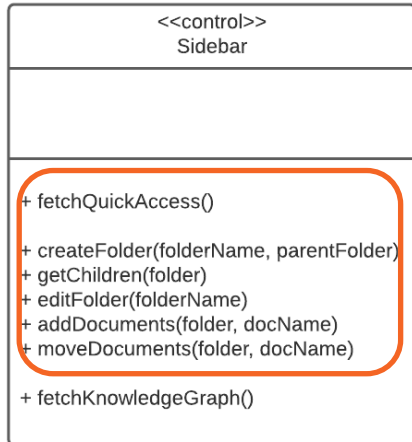 <<control>>
Sidebar
+ fetchQuickAccess()
+ createFolder(folderName, parentFolder)
+ getChildren(folder)
+ editFolder(folderName)
+ addDocuments(folder, docName)
+ moveDocuments(folder, docName)
+ fetchKnowledgeGraph()